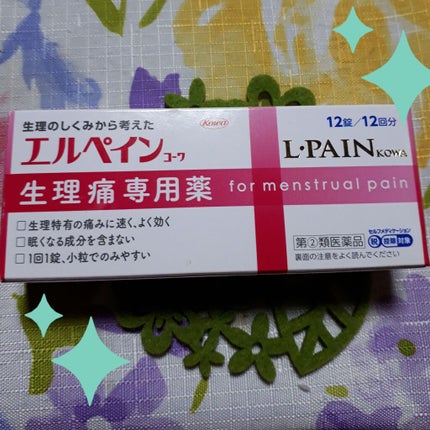 生理のしくみから考えた
Kowa
12錠/12回分
エルペインコーワ
L・PAIN KOWA
生理痛専用薬 for menstrual pain
□生理特有の痛みに速く、よく効く
□眠くなる成分を含まない
□1回1錠、小粒でのみやすい
第②類医薬品
セルフメディケーション
税 控除 対象
裏面の注意をよく読んでください